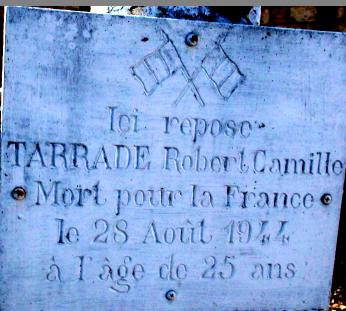 Ici repose
TARRADE Robert Camille
Mort pour la France
le 28 Août 1944
à l'âge de 25 ans